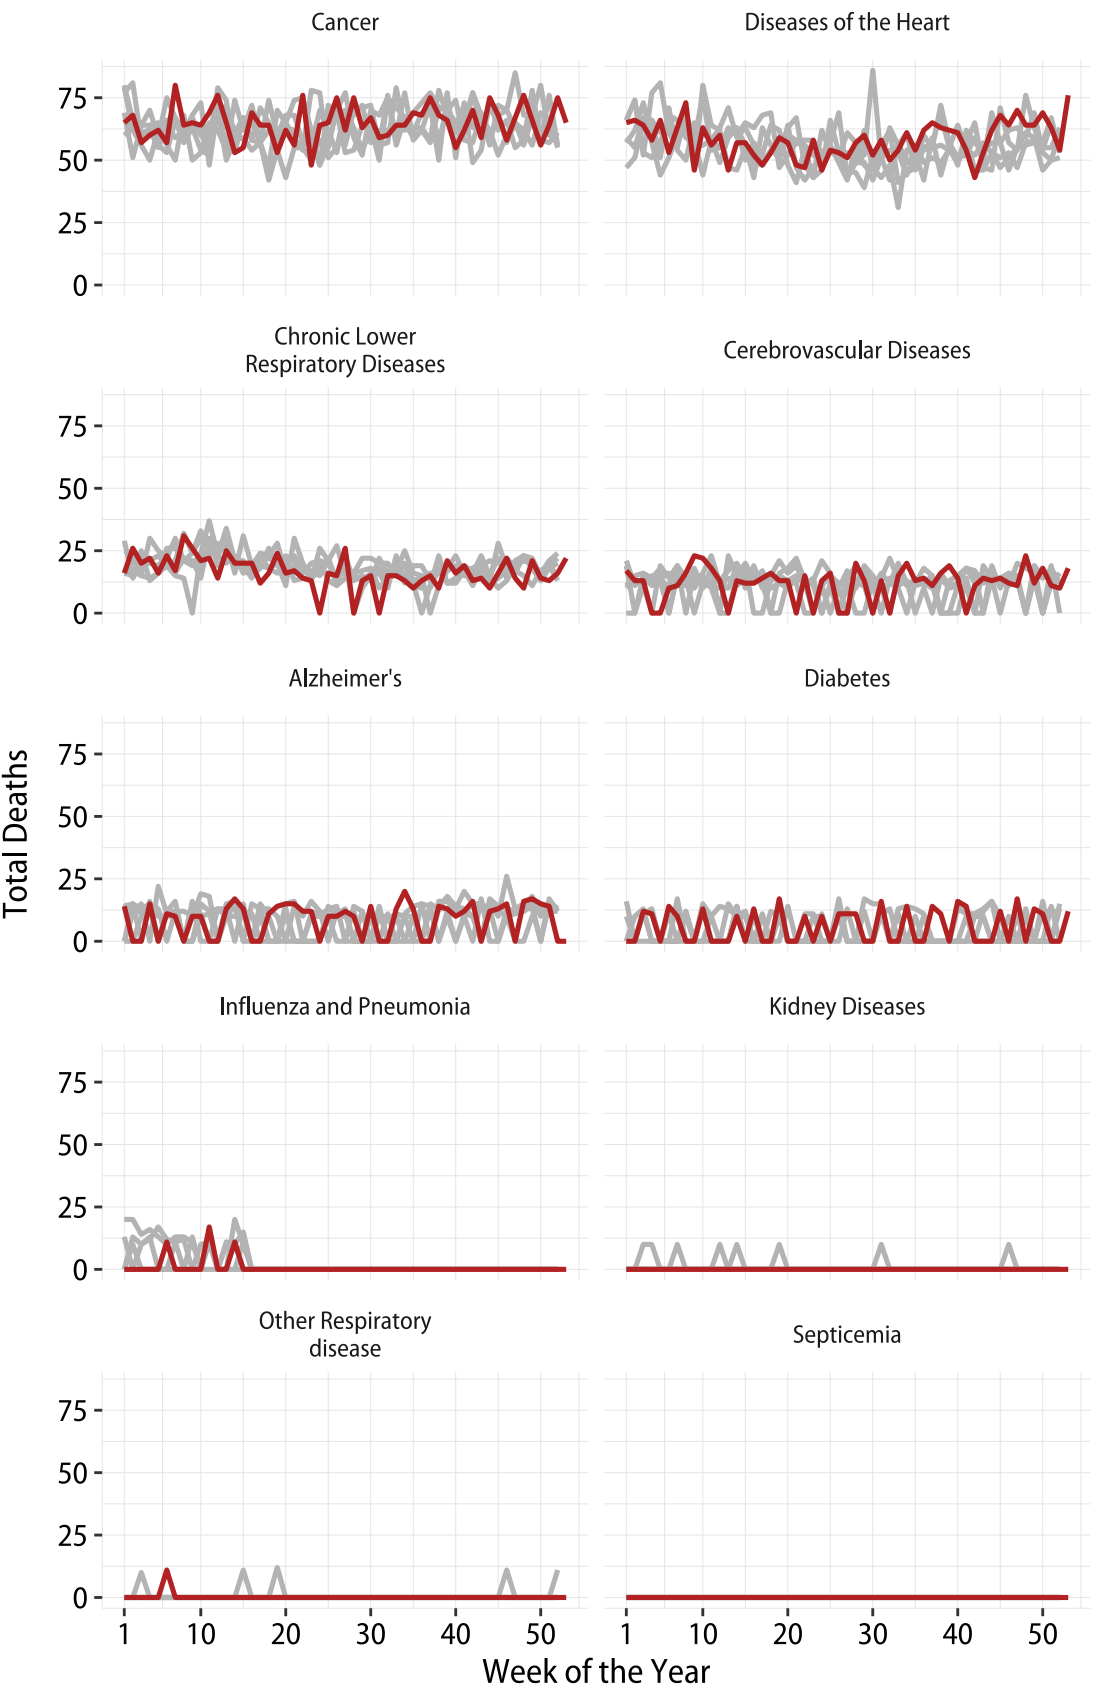 Cancer
Diseases of the Heart
75
50
25
0
Chronic Lower
Respiratory Diseases
Cerebrovascular Diseases
75
50
25
0
Alzheimer's
Diabetes
75
50
25
0
Influenza and Pneumonia
Kidney Diseases
75
50
25
0
Other Respiratory
disease
Septicemia
75
50
25
0
1 10 20 30 40 50
1 10 20 30 40 50
Week of the Year
Total Deaths